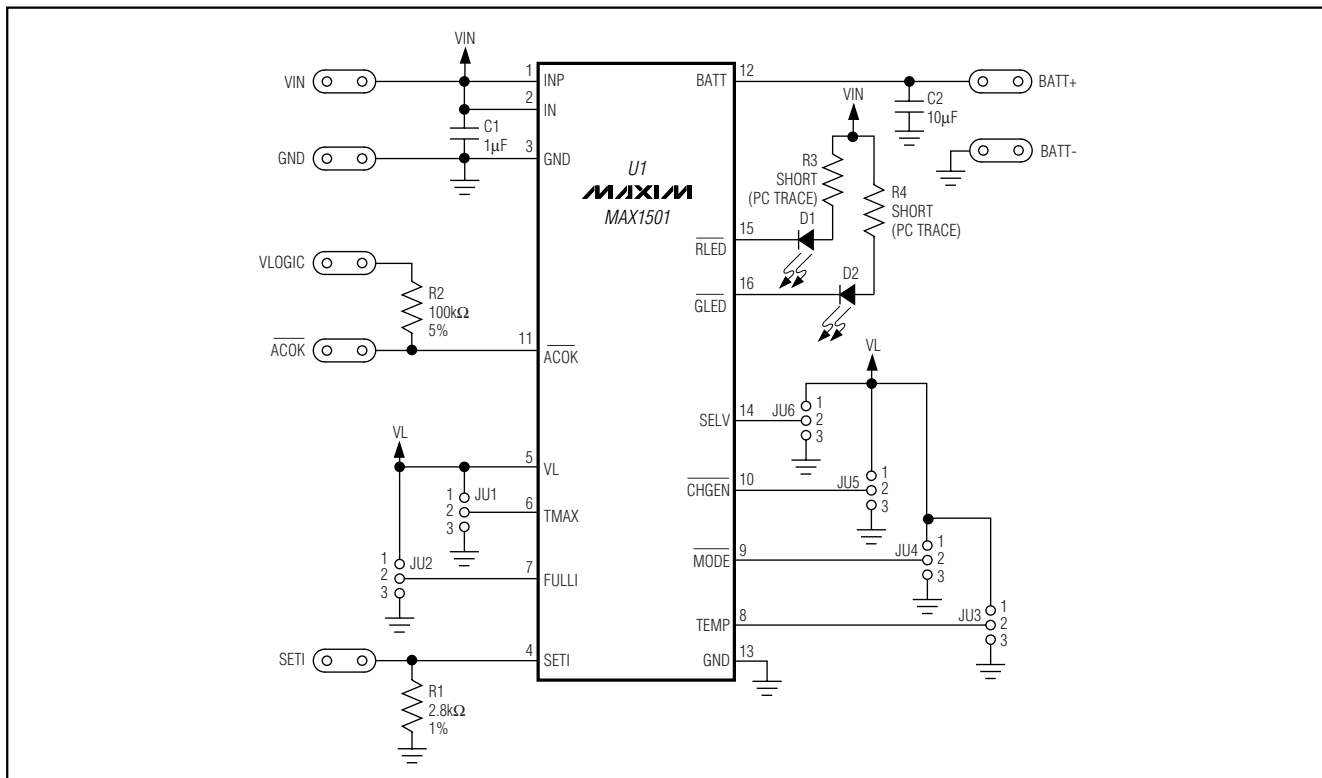 VIN
VIN
1
INP
2
IN
C1
1µF
GND
3
GND
U1
MAXIM
MAX1501
BATT
12
BATT+
C2
10µF
BATT-
VIN
R3
SHORT
(PC TRACE)
R4
SHORT
(PC TRACE)
15
RLED
D1
16
GLED
D2
VLOGIC
R2
100kΩ
5%
ACOK
11
ACOK
VL
5
VL
1
2
3
JU1
6
TMAX
1
2
3
JU2
7
FULLI
SETI
4
SETI
R1
2.8kΩ
1%
VL
SELV
14
JU6
1
2
3
CHGEN
10
JU5
1
2
3
MODE
9
JU4
1
2
3
TEMP
8
JU3
1
2
3
GND
13